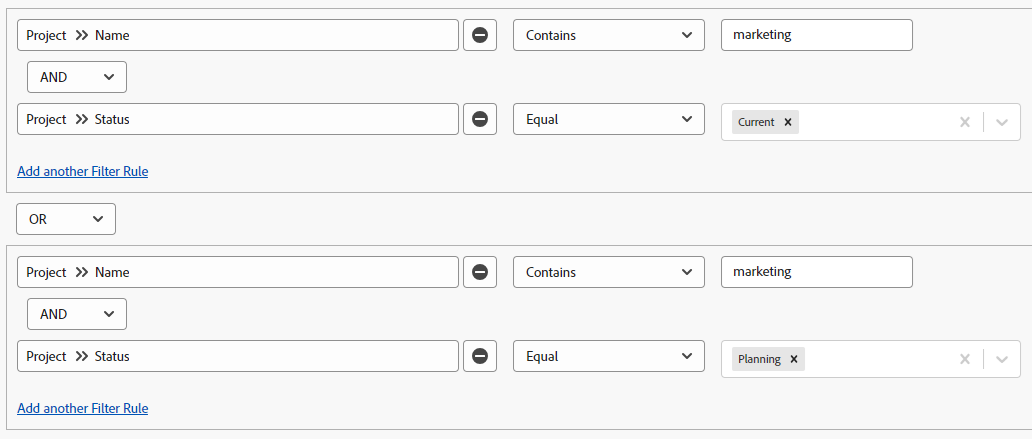 Project >> Name Contains marketing
AND
Project >> Status Equal Current
Add another Filter Rule
OR
Project >> Name Contains marketing
AND
Project >> Status Equal Planning
Add another Filter Rule